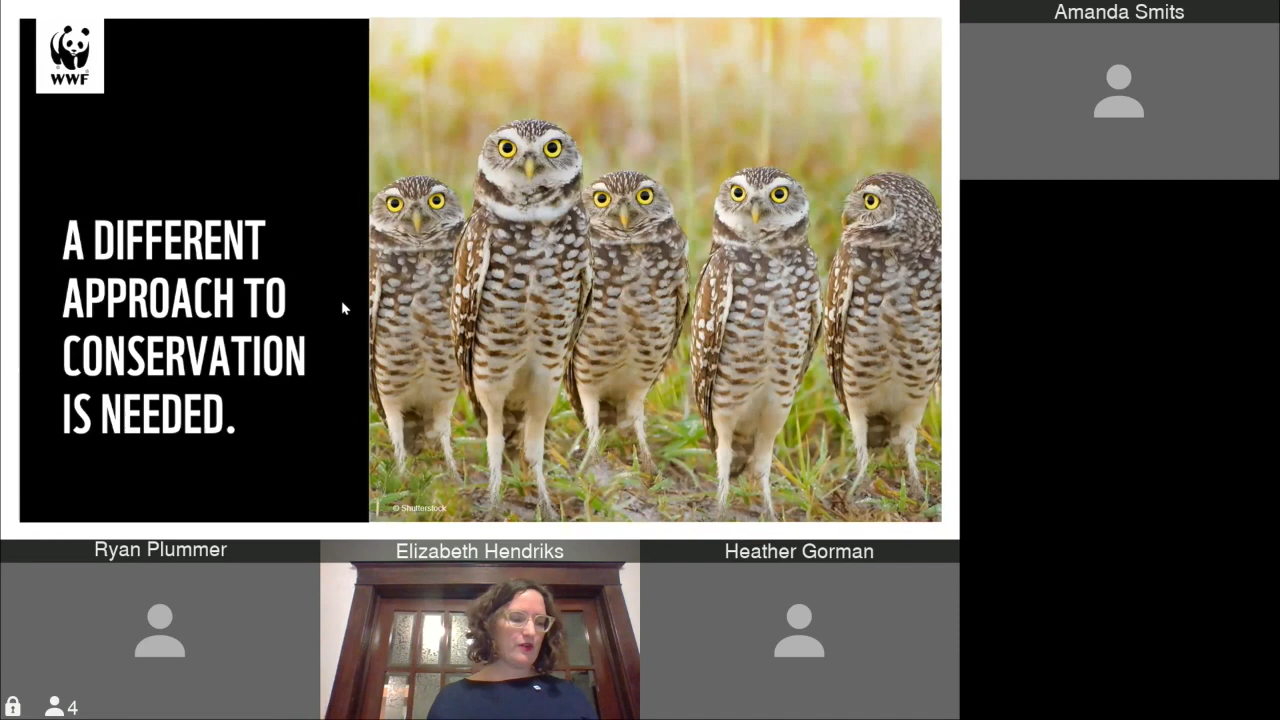 WWF
A DIFFERENT
APPROACH TO
CONSERVATION
IS NEEDED.
© Shutterstock
Amanda Smits
Ryan Plummer
Elizabeth Hendriks
Heather Gorman
4